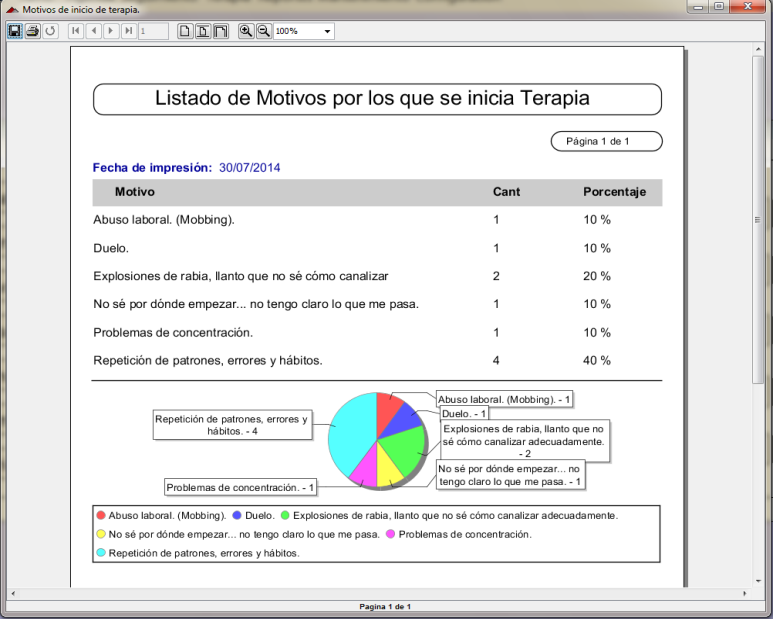 Motivos de inicio de terapia.
1
100%
Listado de Motivos por los que se inicia Terapia
Página 1 de 1
Fecha de impresión: 30/07/2014
Motivo Cant Porcentaje
Abuso laboral. (Mobbing). 1 10 %
Duelo. 1 10 %
Explosiones de rabia, llanto que no sé cómo canalizar 2 20 %
No sé por dónde empezar... no tengo claro lo que me pasa. 1 10 %
Problemas de concentración. 1 10 %
Repetición de patrones, errores y hábitos. 4 40 %
Abuso laboral. (Mobbing). - 1
Duelo. - 1
Repetición de patrones, errores y
hábitos. - 4
Explosiones de rabia, llanto que no
sé cómo canalizar adecuadamente.
- 2
No sé por dónde empezar... no
tengo claro lo que me pasa. - 1
Problemas de concentración. - 1
Abuso laboral. (Mobbing). Duelo. Explosiones de rabia, llanto que no sé cómo canalizar adecuadamente.
No sé por dónde empezar... no tengo claro lo que me pasa. Problemas de concentración.
Repetición de patrones, errores y hábitos.
Pagina 1 de 1